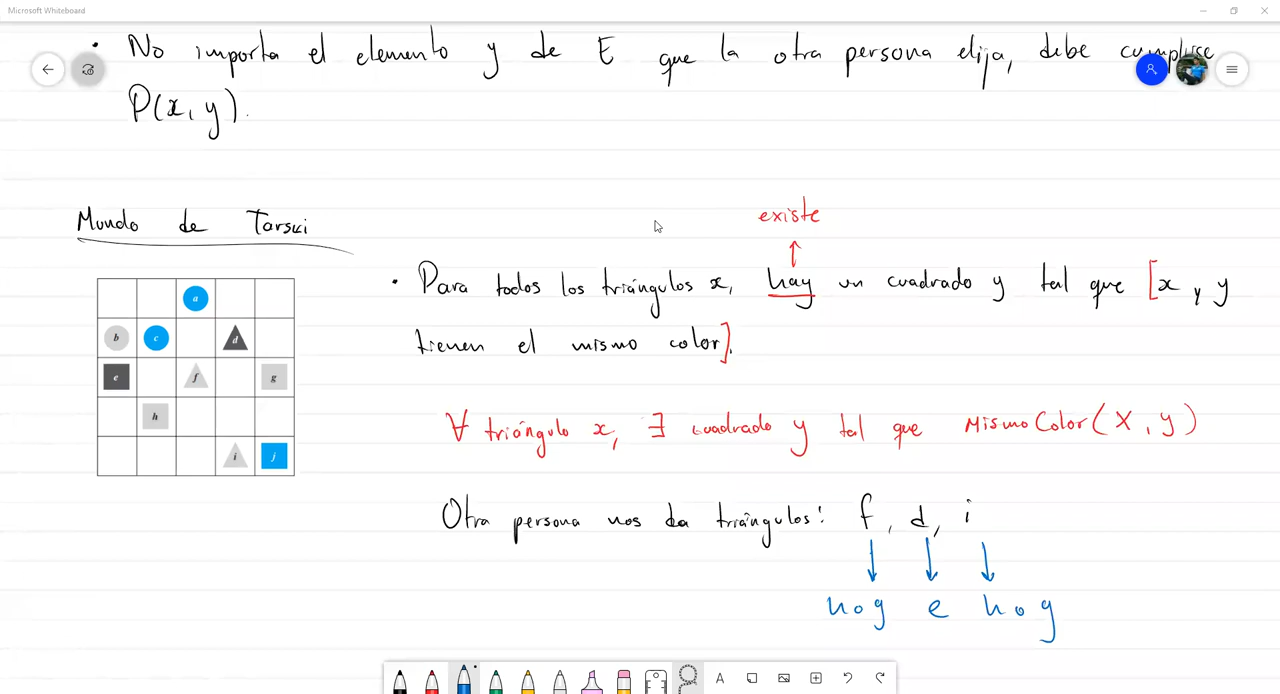 Microsoft Whiteboard
• No importa el elemento y de E que la otra persona elija, debe cumplirse
P(x, y).
Mundo de Tarski
existe
• Para todos los triángulos x, hay un cuadrado y tal que [x y y
tienen el mismo color].
a
b c d
e f g
h
i j
∀ triángulo x, ∃ cuadrado y tal que MismoColor(x, y)
Otra persona nos da triángulos: f, d, i
h o g e h o g
A